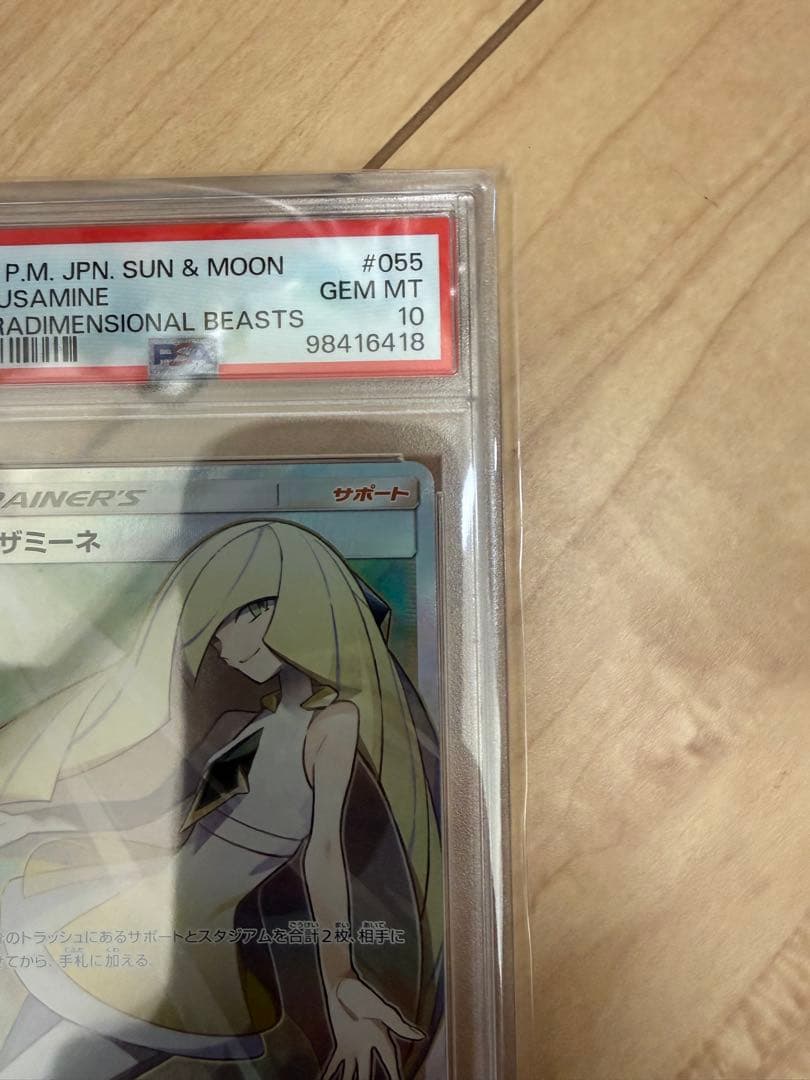 P.M. JPN. SUN & MOON #055
USAMINE GEM MT
RADIMENSIONAL BEASTS 10
98416418
PSA
RAINER'S サポート
ザミーネ
のトラッシュにあるサポートとスタジアムを合計2枚、相手に
てから、手札に加える。